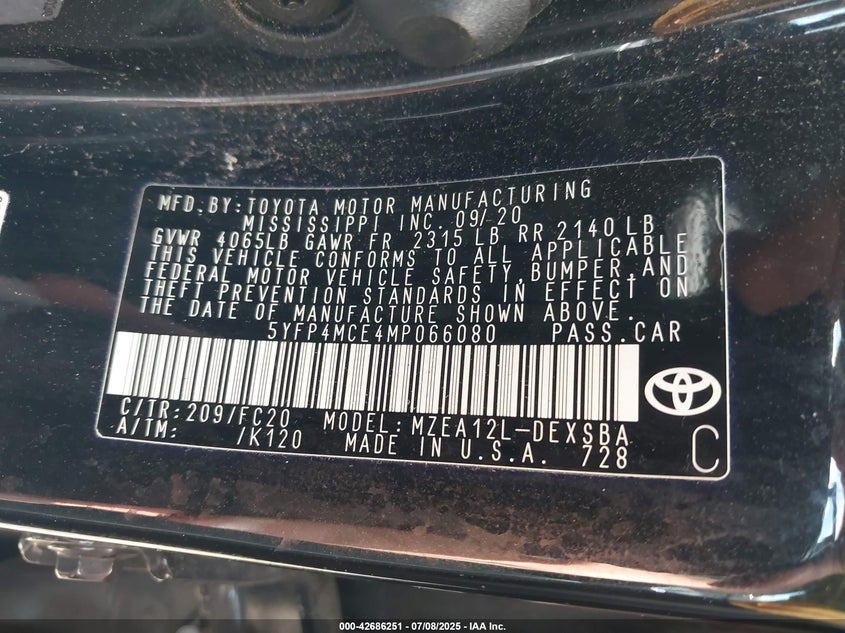 MFD. BY: TOYOTA MOTOR MANUFACTURING
MISSISSIPPI INC. 09/20
GVWR 4065LB GAWR FR 2315 LB RR 2140 LB
THIS VEHICLE CONFORMS TO ALL APPLICABLE
FEDERAL MOTOR VEHICLE SAFETY, BUMPER, AND
THEFT PREVENTION STANDARDS IN EFFECT ON
THE DATE OF MANUFACTURE SHOWN ABOVE.
5YFP4MCE4MP066080 PASS. CAR
C/TR: 209/FC20 MODEL: MZEA12L-DEXSBA
A/TM: /K120 MADE IN U.S.A. 728
C
000-42686251 | 07/08/2025 - IAA Inc.